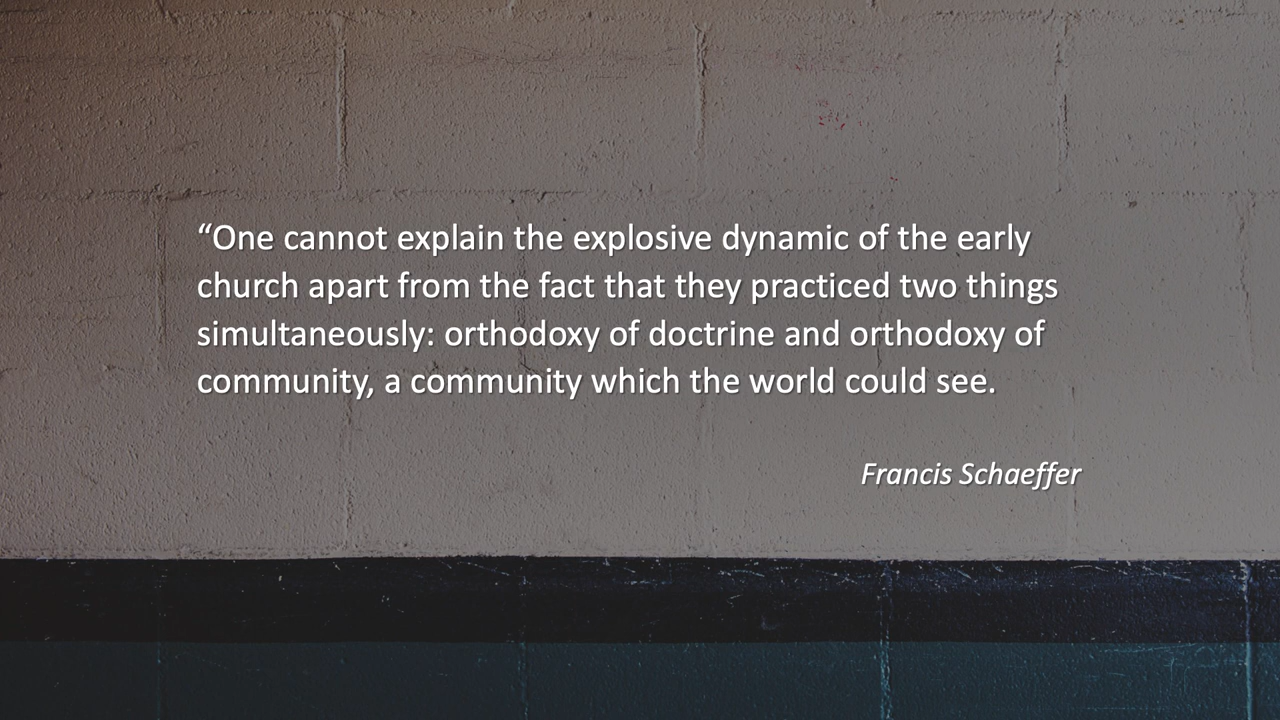 “One cannot explain the explosive dynamic of the early
church apart from the fact that they practiced two things
simultaneously: orthodoxy of doctrine and orthodoxy of
community, a community which the world could see.
Francis Schaeffer